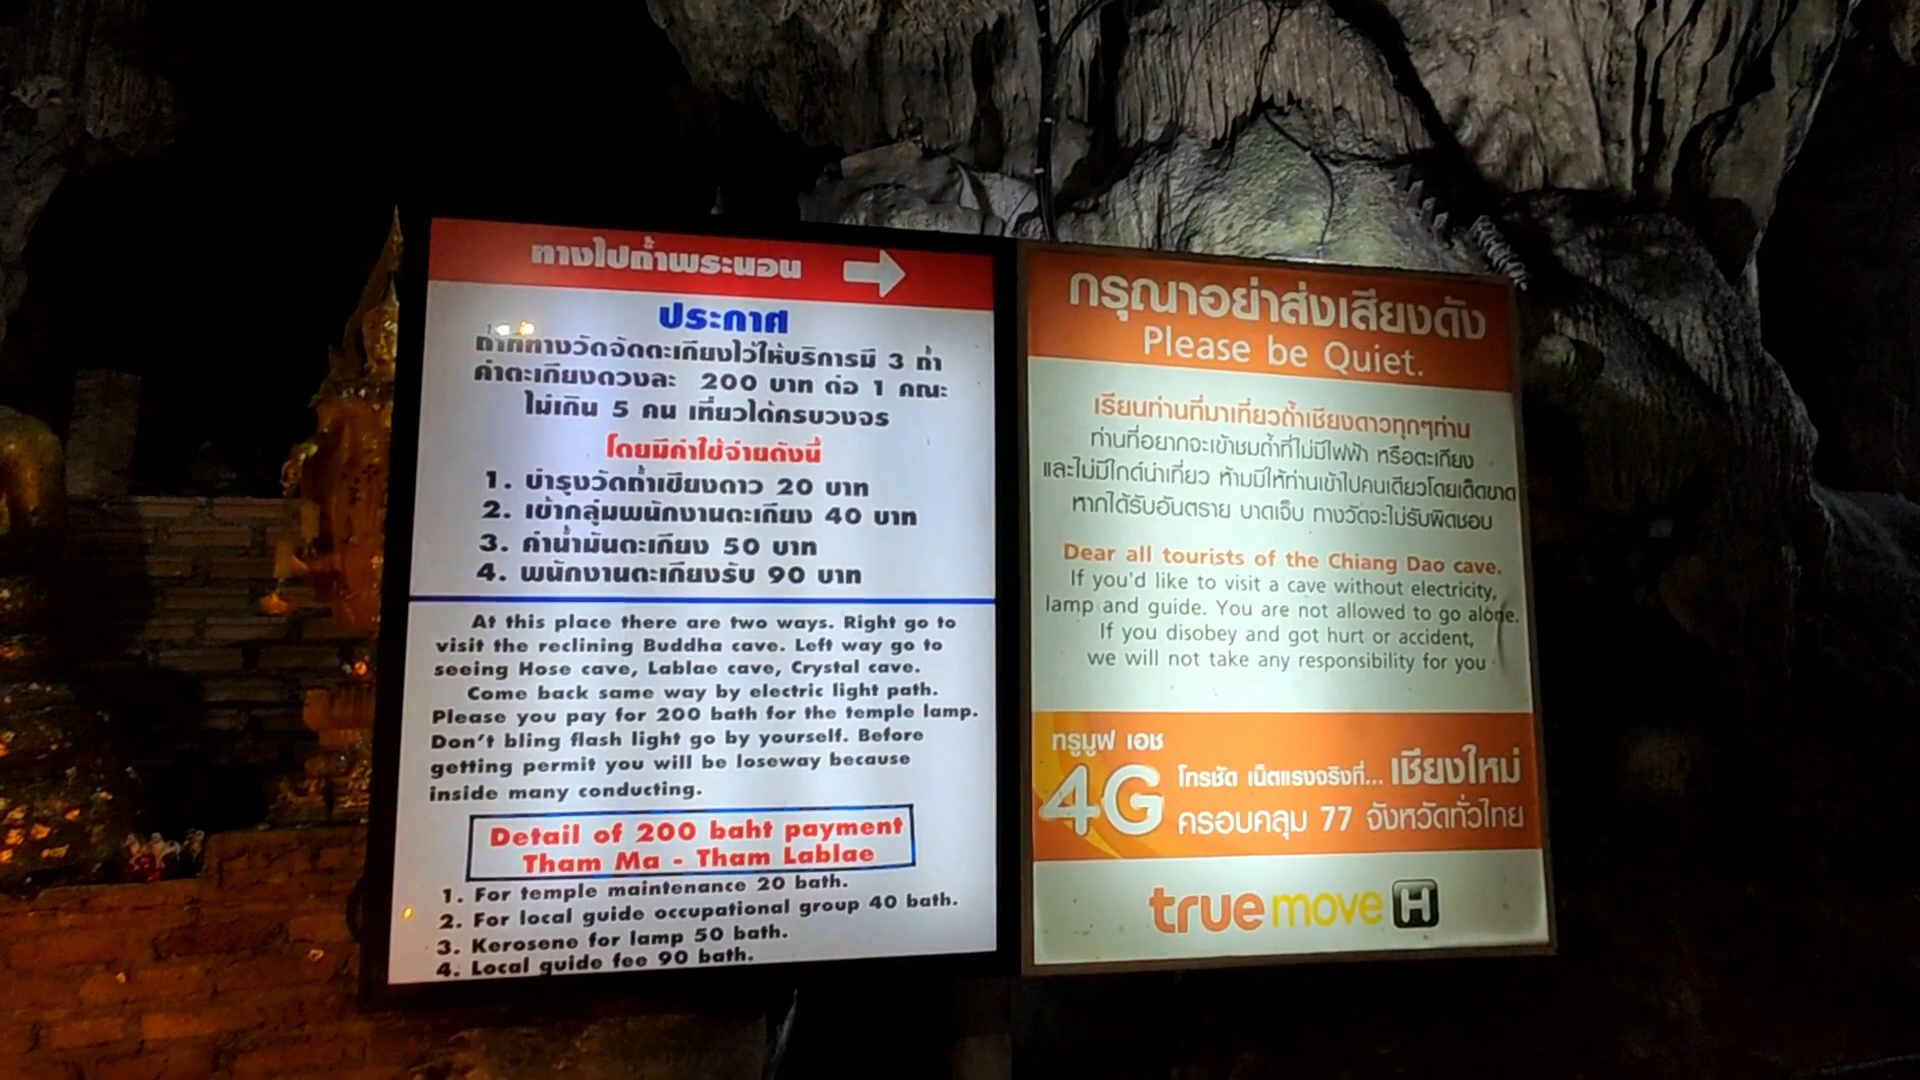 ทางไปถ้ำพระนอน
ประกาศ
ถ้ำที่ทางวัดจัดตะเกียงไว้ให้บริการมี 3 ถ้ำ
ค่าตะเกียงดวงละ 200 บาท ต่อ 1 คณะ
ไม่เกิน 5 คน เที่ยวได้ครบวงจร
โดยมีค่าใช้จ่ายดังนี้
1. บำรุงวัดถ้ำเชียงดาว 20 บาท
2. เข้ากลุ่มพนักงานตะเกียง 40 บาท
3. ค่าน้ำมันตะเกียง 50 บาท
4. พนักงานตะเกียงรับ 90 บาท
At this place there are two ways. Right go to
visit the reclining Buddha cave. Left way go to
seeing Hose cave, Lablae cave, Crystal cave.
Come back same way by electric light path.
Please you pay for 200 bath for the temple lamp.
Don't bling flash light go by yourself. Before
getting permit you will be loseway because
inside many conducting.
Detail of 200 baht payment
Tham Ma - Tham Lablae
1. For temple maintenance 20 bath.
2. For local guide occupational group 40 bath.
3. Kerosene for lamp 50 bath.
4. Local guide fee 90 bath.
กรุณาอย่าส่งเสียงดัง
Please be Quiet.
เรียนท่านที่มาเที่ยวถ้ำเชียงดาวทุกๆท่าน
ท่านที่อยากจะเข้าชมถ้ำที่ไม่มีไฟฟ้า หรือตะเกียง
และไม่มีไกด์นำเที่ยว ห้ามมิให้ท่านเข้าไปคนเดียวโดยเด็ดขาด
หากได้รับอันตราย บาดเจ็บ ทางวัดจะไม่รับผิดชอบ
Dear all tourists of the Chiang Dao cave.
If you'd like to visit a cave without electricity,
lamp and guide. You are not allowed to go alone.
If you disobey and got hurt or accident,
we will not take any responsibility for you
ทรูมูฟ เอช
4G โทรชัด เน็ตแรงจริงที่... เชียงใหม่
ครอบคลุม 77 จังหวัดทั่วไทย
truemove H